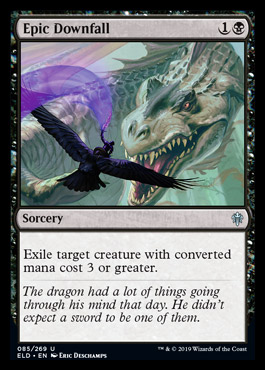 Epic Downfall 1
Sorcery
Exile target creature with converted
mana cost 3 or greater.
The dragon had a lot of things going
through his mind that day. He didn't
expect a sword to be one of them.
085/269 U
ELD • EN Eric Deschamps
™ & © 2019 Wizards of the Coast